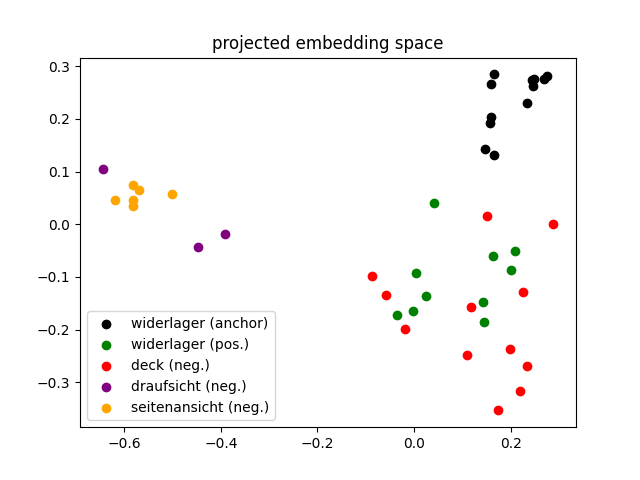 projected embedding space
0.3
0.2
0.1
0.0
−0.1
−0.2
−0.3
widerlager (anchor)
widerlager (pos.)
deck (neg.)
draufsicht (neg.)
seitenansicht (neg.)
−0.6 −0.4 −0.2 0.0 0.2